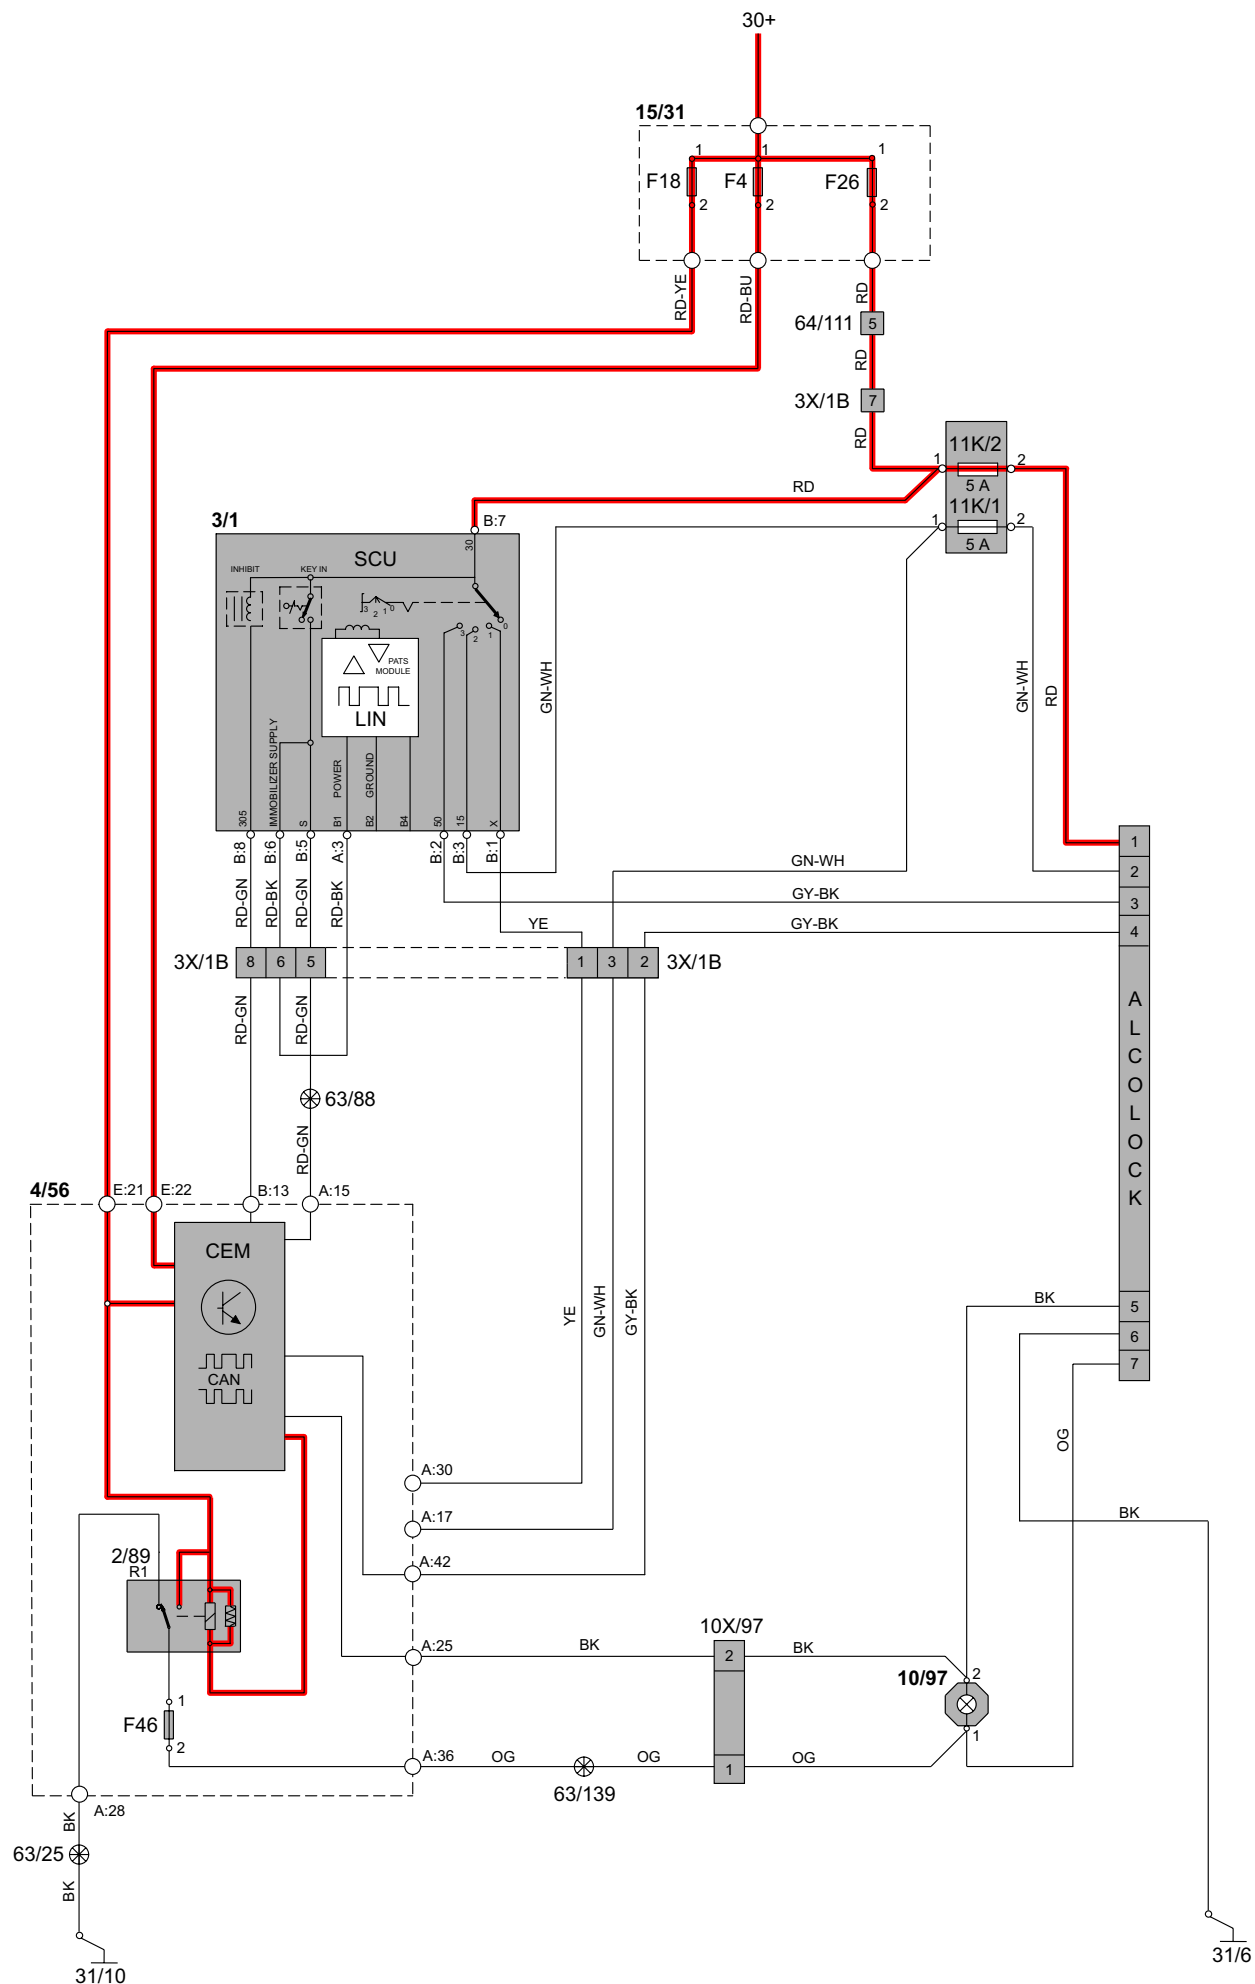 30+
15/31
1
1
1
F18
F4
F26
2
2
2
RD-YE
RD-BU
RD
64/111
5
RD
3X/1B
7
RD
11K/2
1
2
5 A
11K/1
1
2
5 A
RD
3/1
B:7
30
SCU
INHIBIT
KEY IN
3
2
1
0
3
2
1
0
PATS
MODULE
LIN
GN-WH
GN-WH
RD
IMMOBILIZER SUPPLY
POWER
GROUND
305
S
B1
B2
B4
50
15
X
B:8
B:6
B:5
A:3
B:2
B:3
B:1
1
2
3
4
GN-WH
GY-BK
GY-BK
YE
RD-GN
RD-BK
RD-GN
RD-BK
3X/1B
8
6
5
1
3
2
3X/1B
RD-GN
RD-GN
A
L
C
O
L
O
C
K
63/88
RD-GN
4/56
E:21
E:22
B:13
A:15
CEM
CAN
YE
GN-WH
GY-BK
BK
5
6
7
OG
A:30
A:17
A:42
BK
2/89
R1
A:25
BK
10X/97
2
BK
10/97
2
1
F46
1
2
A:36
OG
63/139
OG
1
OG
A:28
BK
63/25
BK
31/10
31/6